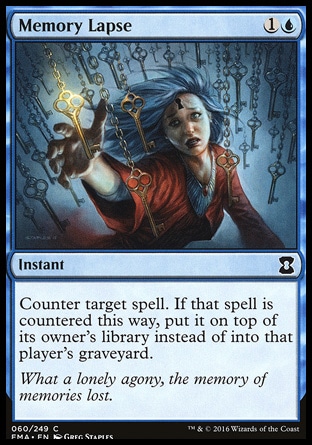 Memory Lapse 1
STAPLES
Instant
Counter target spell. If that spell is
countered this way, put it on top of
its owner's library instead of into that
player's graveyard.
What a lonely agony, the memory of
memories lost.
060/249 C
EMA • EN Greg Staples
™ & © 2016 Wizards of the Coast